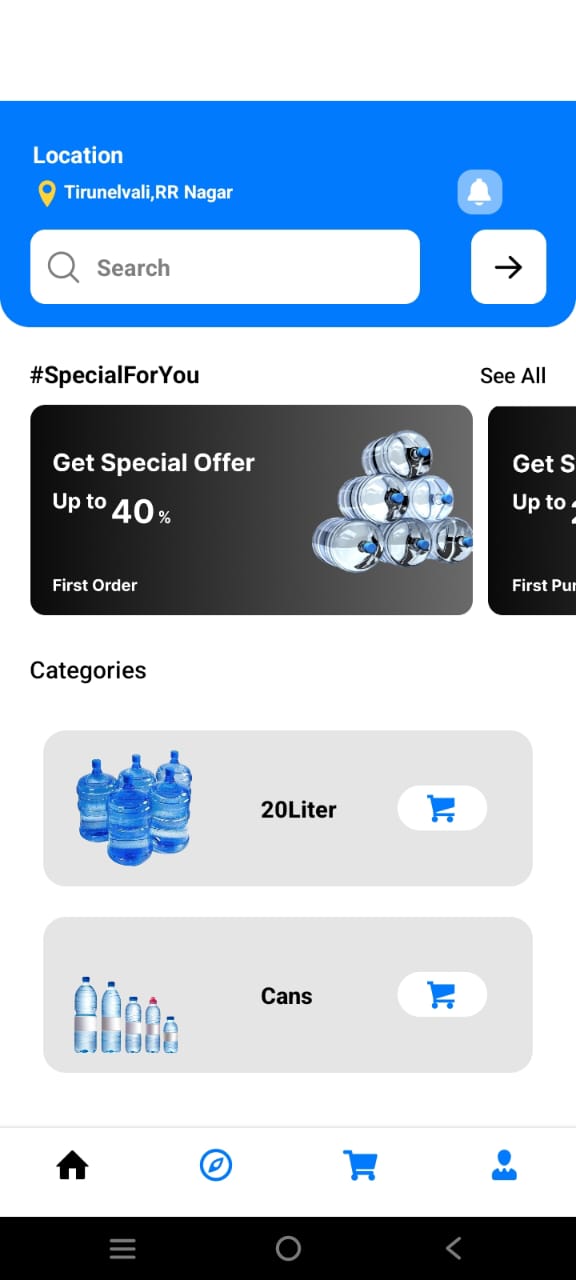 Location
Tirunelvali,RR Nagar
Search
#SpecialForYou
See All
Get Special Offer
Up to 40 %
First Order
Get S
Up to
First Pur
Categories
20Liter
Cans